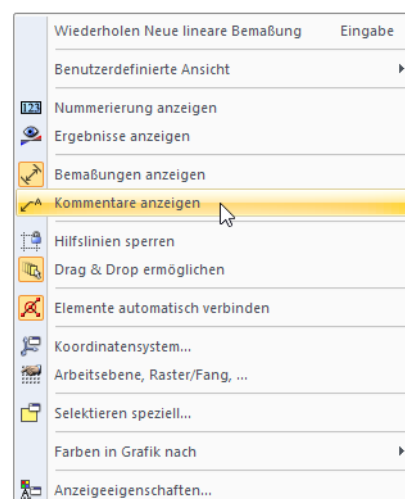 Wiederholen Neue lineare Bemaßung Eingabe
Benutzerdefinierte Ansicht
123 Nummerierung anzeigen
Ergebnisse anzeigen
Bemaßungen anzeigen
A Kommentare anzeigen
Hilfslinien sperren
Drag & Drop ermöglichen
Elemente automatisch verbinden
Koordinatensystem...
Arbeitsebene, Raster/Fang, ...
Selektieren speziell...
Farben in Grafik nach
A Anzeigeeigenschaften...